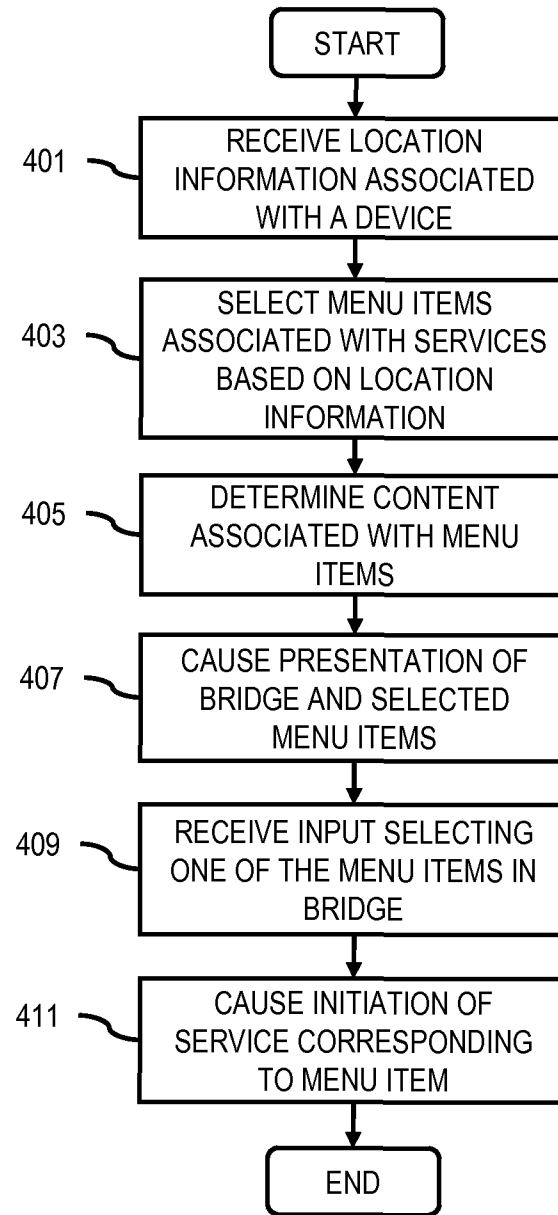 START
401
RECEIVE LOCATION
INFORMATION ASSOCIATED
WITH A DEVICE
403
SELECT MENU ITEMS
ASSOCIATED WITH SERVICES
BASED ON LOCATION
INFORMATION
405
DETERMINE CONTENT
ASSOCIATED WITH MENU
ITEMS
407
CAUSE PRESENTATION OF
BRIDGE AND SELECTED
MENU ITEMS
409
RECEIVE INPUT SELECTING
ONE OF THE MENU ITEMS IN
BRIDGE
411
CAUSE INITIATION OF
SERVICE CORRESPONDING
TO MENU ITEM
END